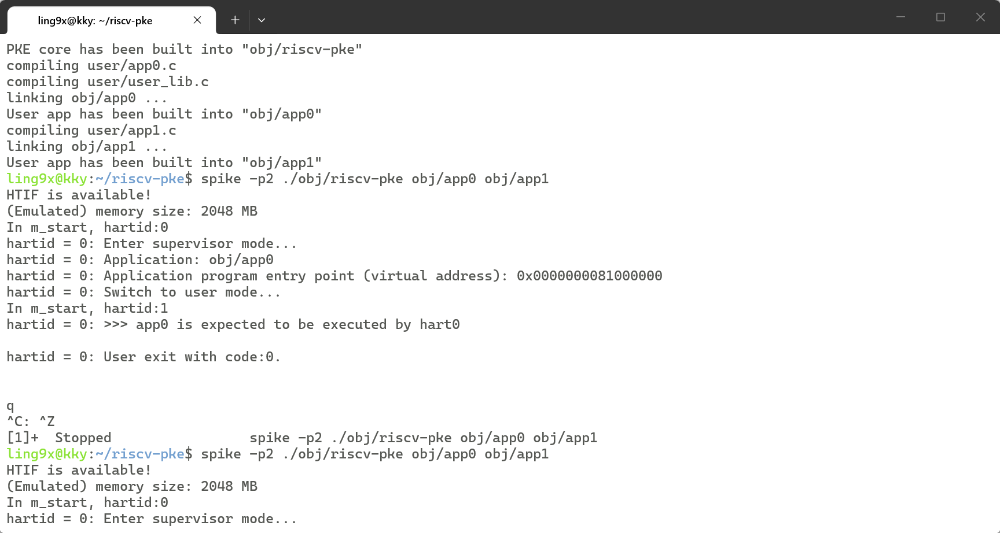 ling9x@kky: ~/riscv-pke
PKE core has been built into "obj/riscv-pke"
compiling user/app0.c
compiling user/user_lib.c
linking obj/app0 ...
User app has been built into "obj/app0"
compiling user/app1.c
linking obj/app1 ...
User app has been built into "obj/app1"
ling9x@kky:~/riscv-pke$ spike -p2 ./obj/riscv-pke obj/app0 obj/app1
HTIF is available!
(Emulated) memory size: 2048 MB
In m_start, hartid:0
hartid = 0: Enter supervisor mode...
hartid = 0: Application: obj/app0
hartid = 0: Application program entry point (virtual address): 0x0000000081000000
hartid = 0: Switch to user mode...
In m_start, hartid:1
hartid = 0: >>> app0 is expected to be executed by hart0
hartid = 0: User exit with code:0.
q
^C: ^Z
[1]+  Stopped                 spike -p2 ./obj/riscv-pke obj/app0 obj/app1
ling9x@kky:~/riscv-pke$ spike -p2 ./obj/riscv-pke obj/app0 obj/app1
HTIF is available!
(Emulated) memory size: 2048 MB
In m_start, hartid:0
hartid = 0: Enter supervisor mode...